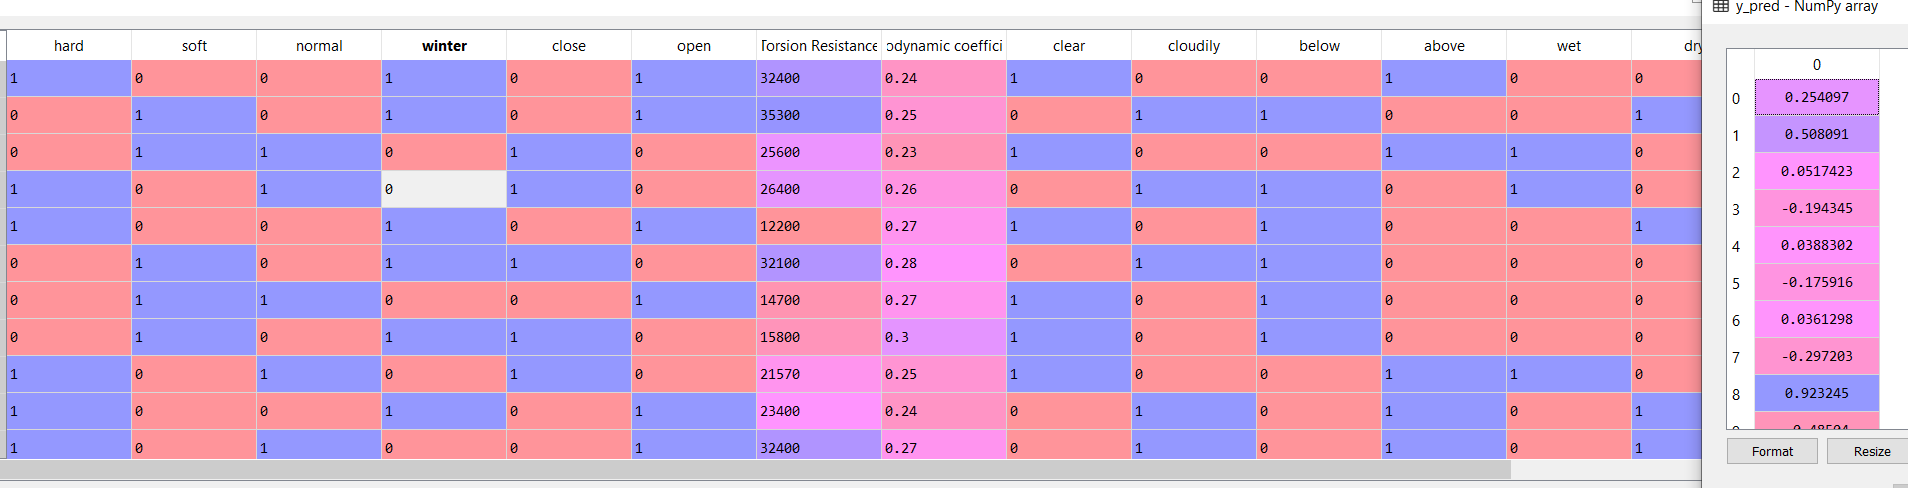 y_pred - NumPy array
hard soft normal winter close open Torsion Resistance odynamic coeffici clear cloudily below above wet dry
1 0 0 1 0 1 32400 0.24 1 0 0 1 0 0
0 1 0 1 0 1 35300 0.25 0 1 1 0 0 1
0 1 1 0 1 0 25600 0.23 1 0 0 1 1 0
1 0 1 0 1 0 26400 0.26 0 1 1 0 1 0
1 0 0 1 0 1 12200 0.27 1 0 1 0 0 1
0 1 0 1 1 0 32100 0.28 0 1 1 0 0 0
0 1 1 0 0 1 14700 0.27 1 0 1 0 0 0
0 1 0 1 1 0 15800 0.3 1 0 1 0 0 0
1 0 1 0 1 0 21570 0.25 1 0 0 1 1 0
1 0 0 1 0 1 23400 0.24 0 1 0 1 0 1
1 0 1 0 0 1 32400 0.27 0 1 0 1 0 1
0
0 0.254097
1 0.508091
2 0.0517423
3 -0.194345
4 0.0388302
5 -0.175916
6 0.0361298
7 -0.297203
8 0.923245
Format Resize